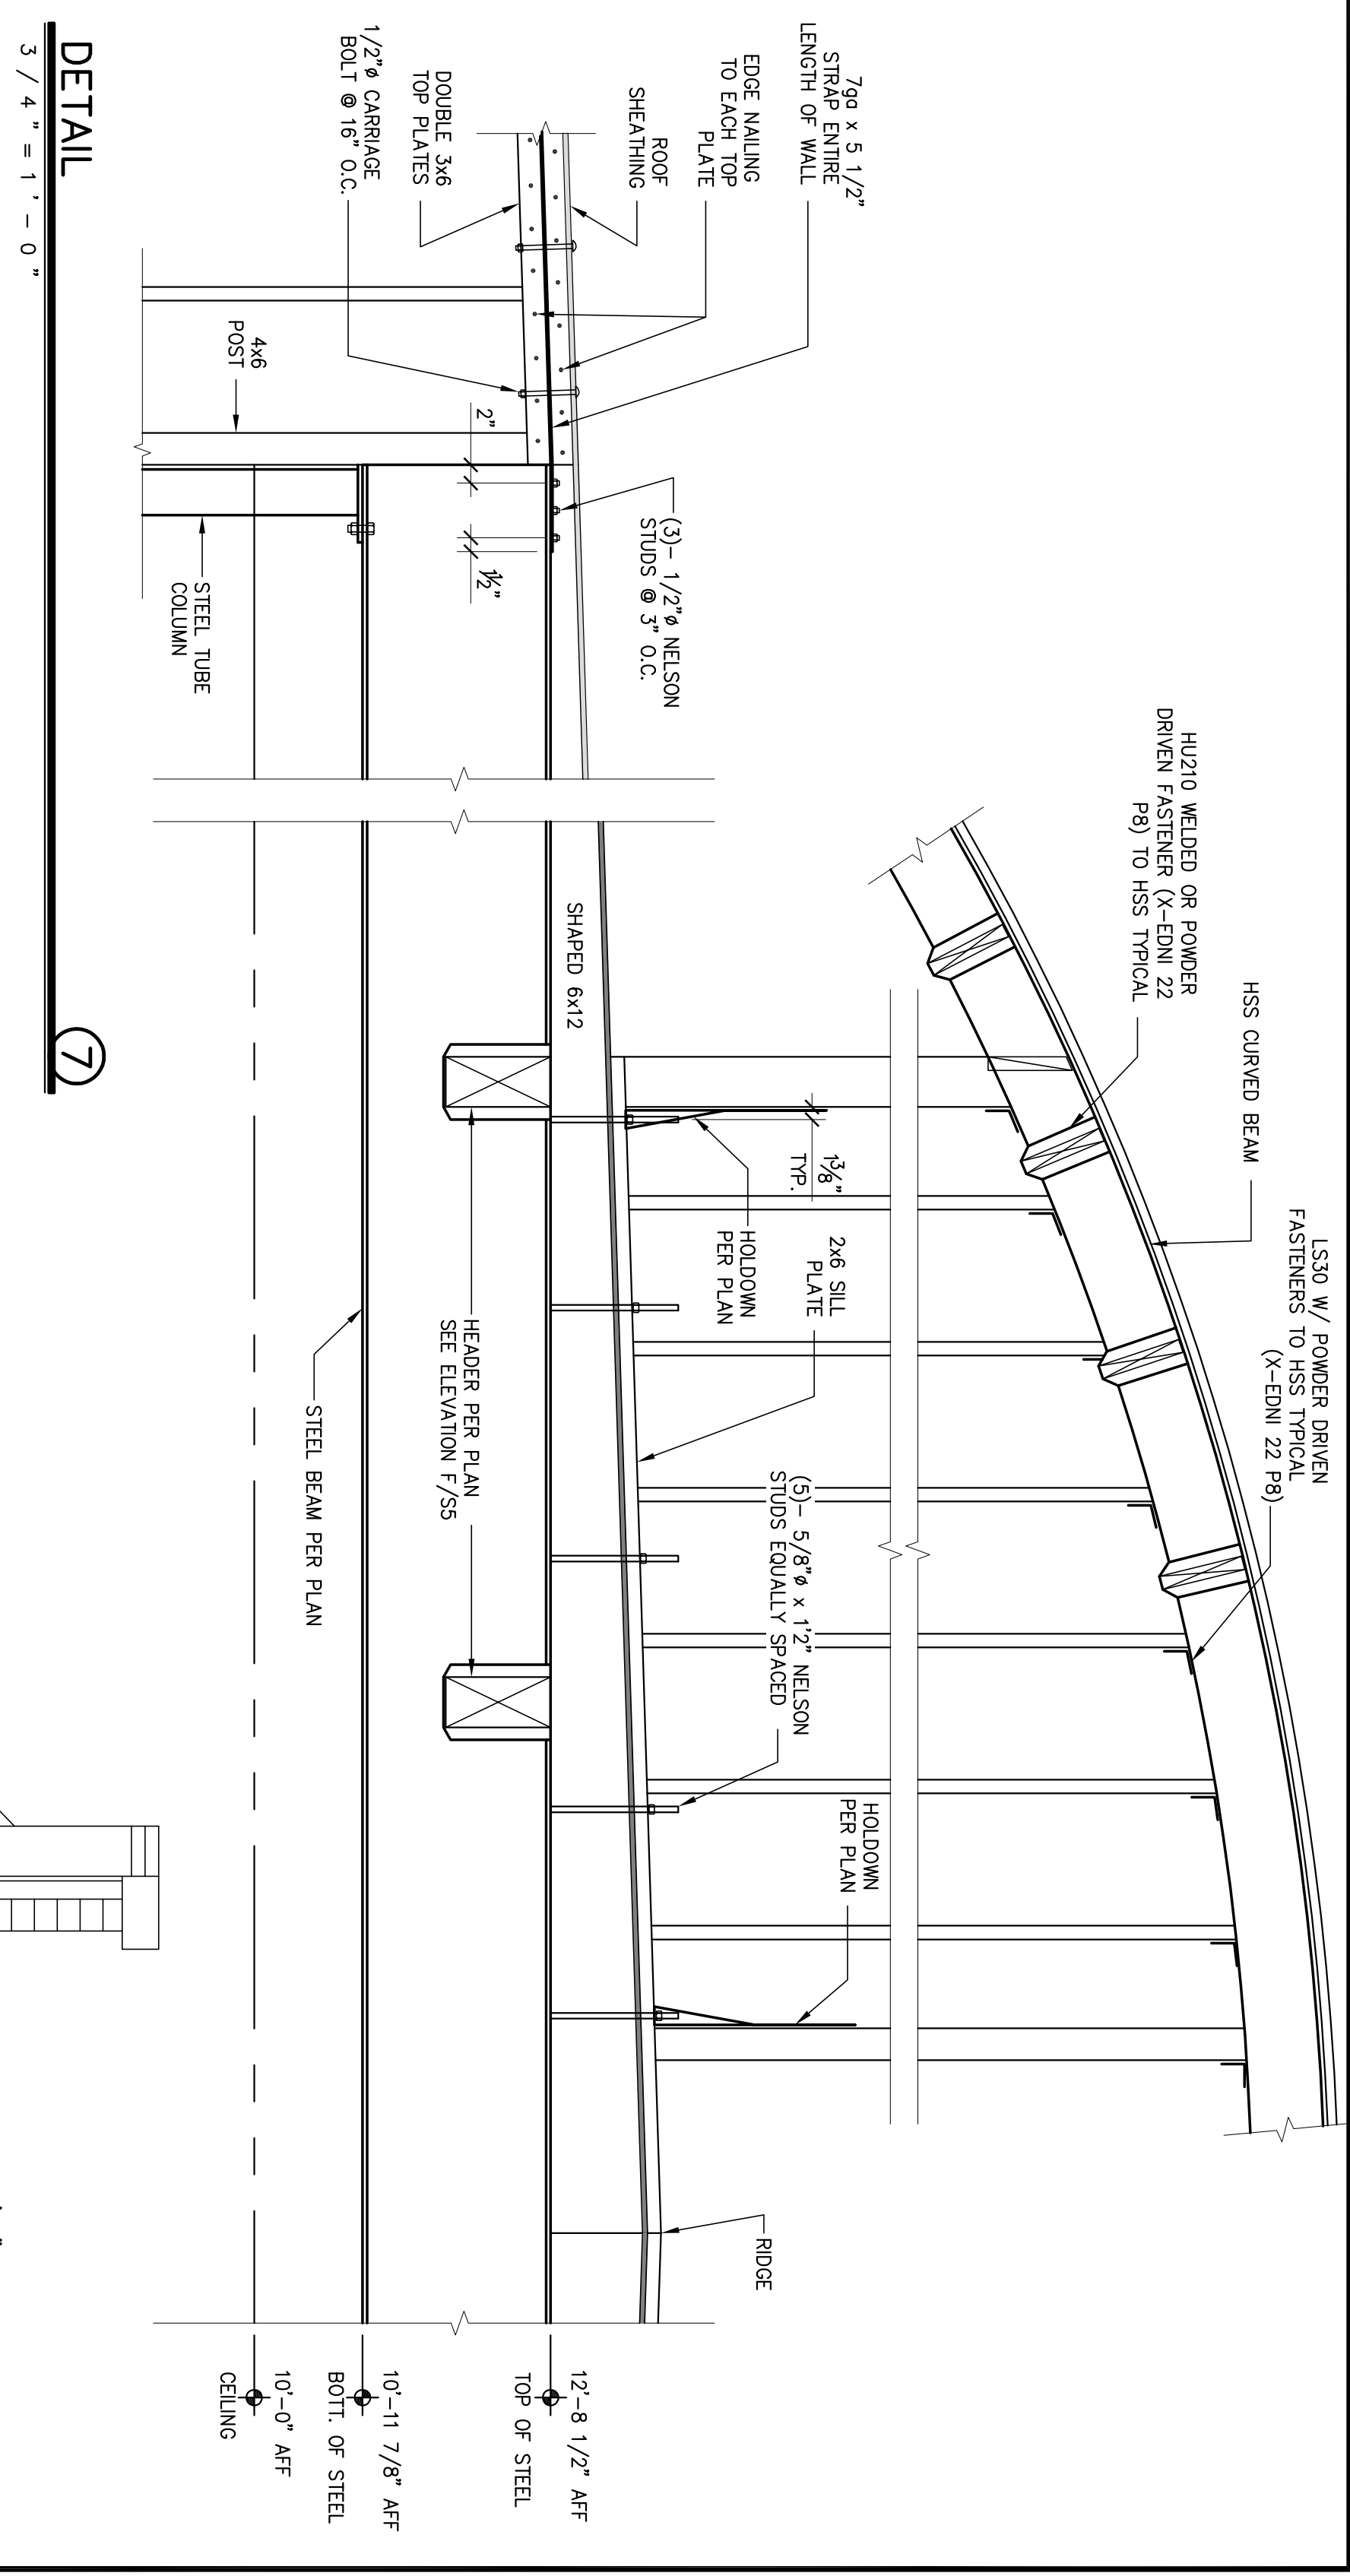 7ga x 5 1/2"
STRAP ENTIRE
LENGTH OF WALL
EDGE NAILING
TO EACH TOP
PLATE
ROOF
SHEATHING
DOUBLE 3x6
TOP PLATES
1/2"ø CARRIAGE
BOLT @ 16" O.C.
4x6
POST
2"
1½"
(3)- 1/2"ø NELSON
STUDS @ 3" O.C.
STEEL TUBE
COLUMN
HU210 WELDED OR POWDER
DRIVEN FASTENER (X-EDNI 22
P8) TO HSS TYPICAL
HSS CURVED BEAM
LS30 W/ POWDER DRIVEN
FASTENERS TO HSS TYPICAL
(X-EDNI 22 P8)
SHAPED 6x12
1⅜"
TYP.
HOLDOWN
PER PLAN
2x6 SILL
PLATE
HEADER PER PLAN
SEE ELEVATION F/S5
STEEL BEAM PER PLAN
(5)- 5/8"ø x 1'2" NELSON
STUDS EQUALLY SPACED
HOLDOWN
PER PLAN
RIDGE
12'-8 1/2" AFF
TOP OF STEEL
10'-11 7/8" AFF
BOTT. OF STEEL
10'-0" AFF
CEILING
DETAIL
7
3/4"=1'-0"